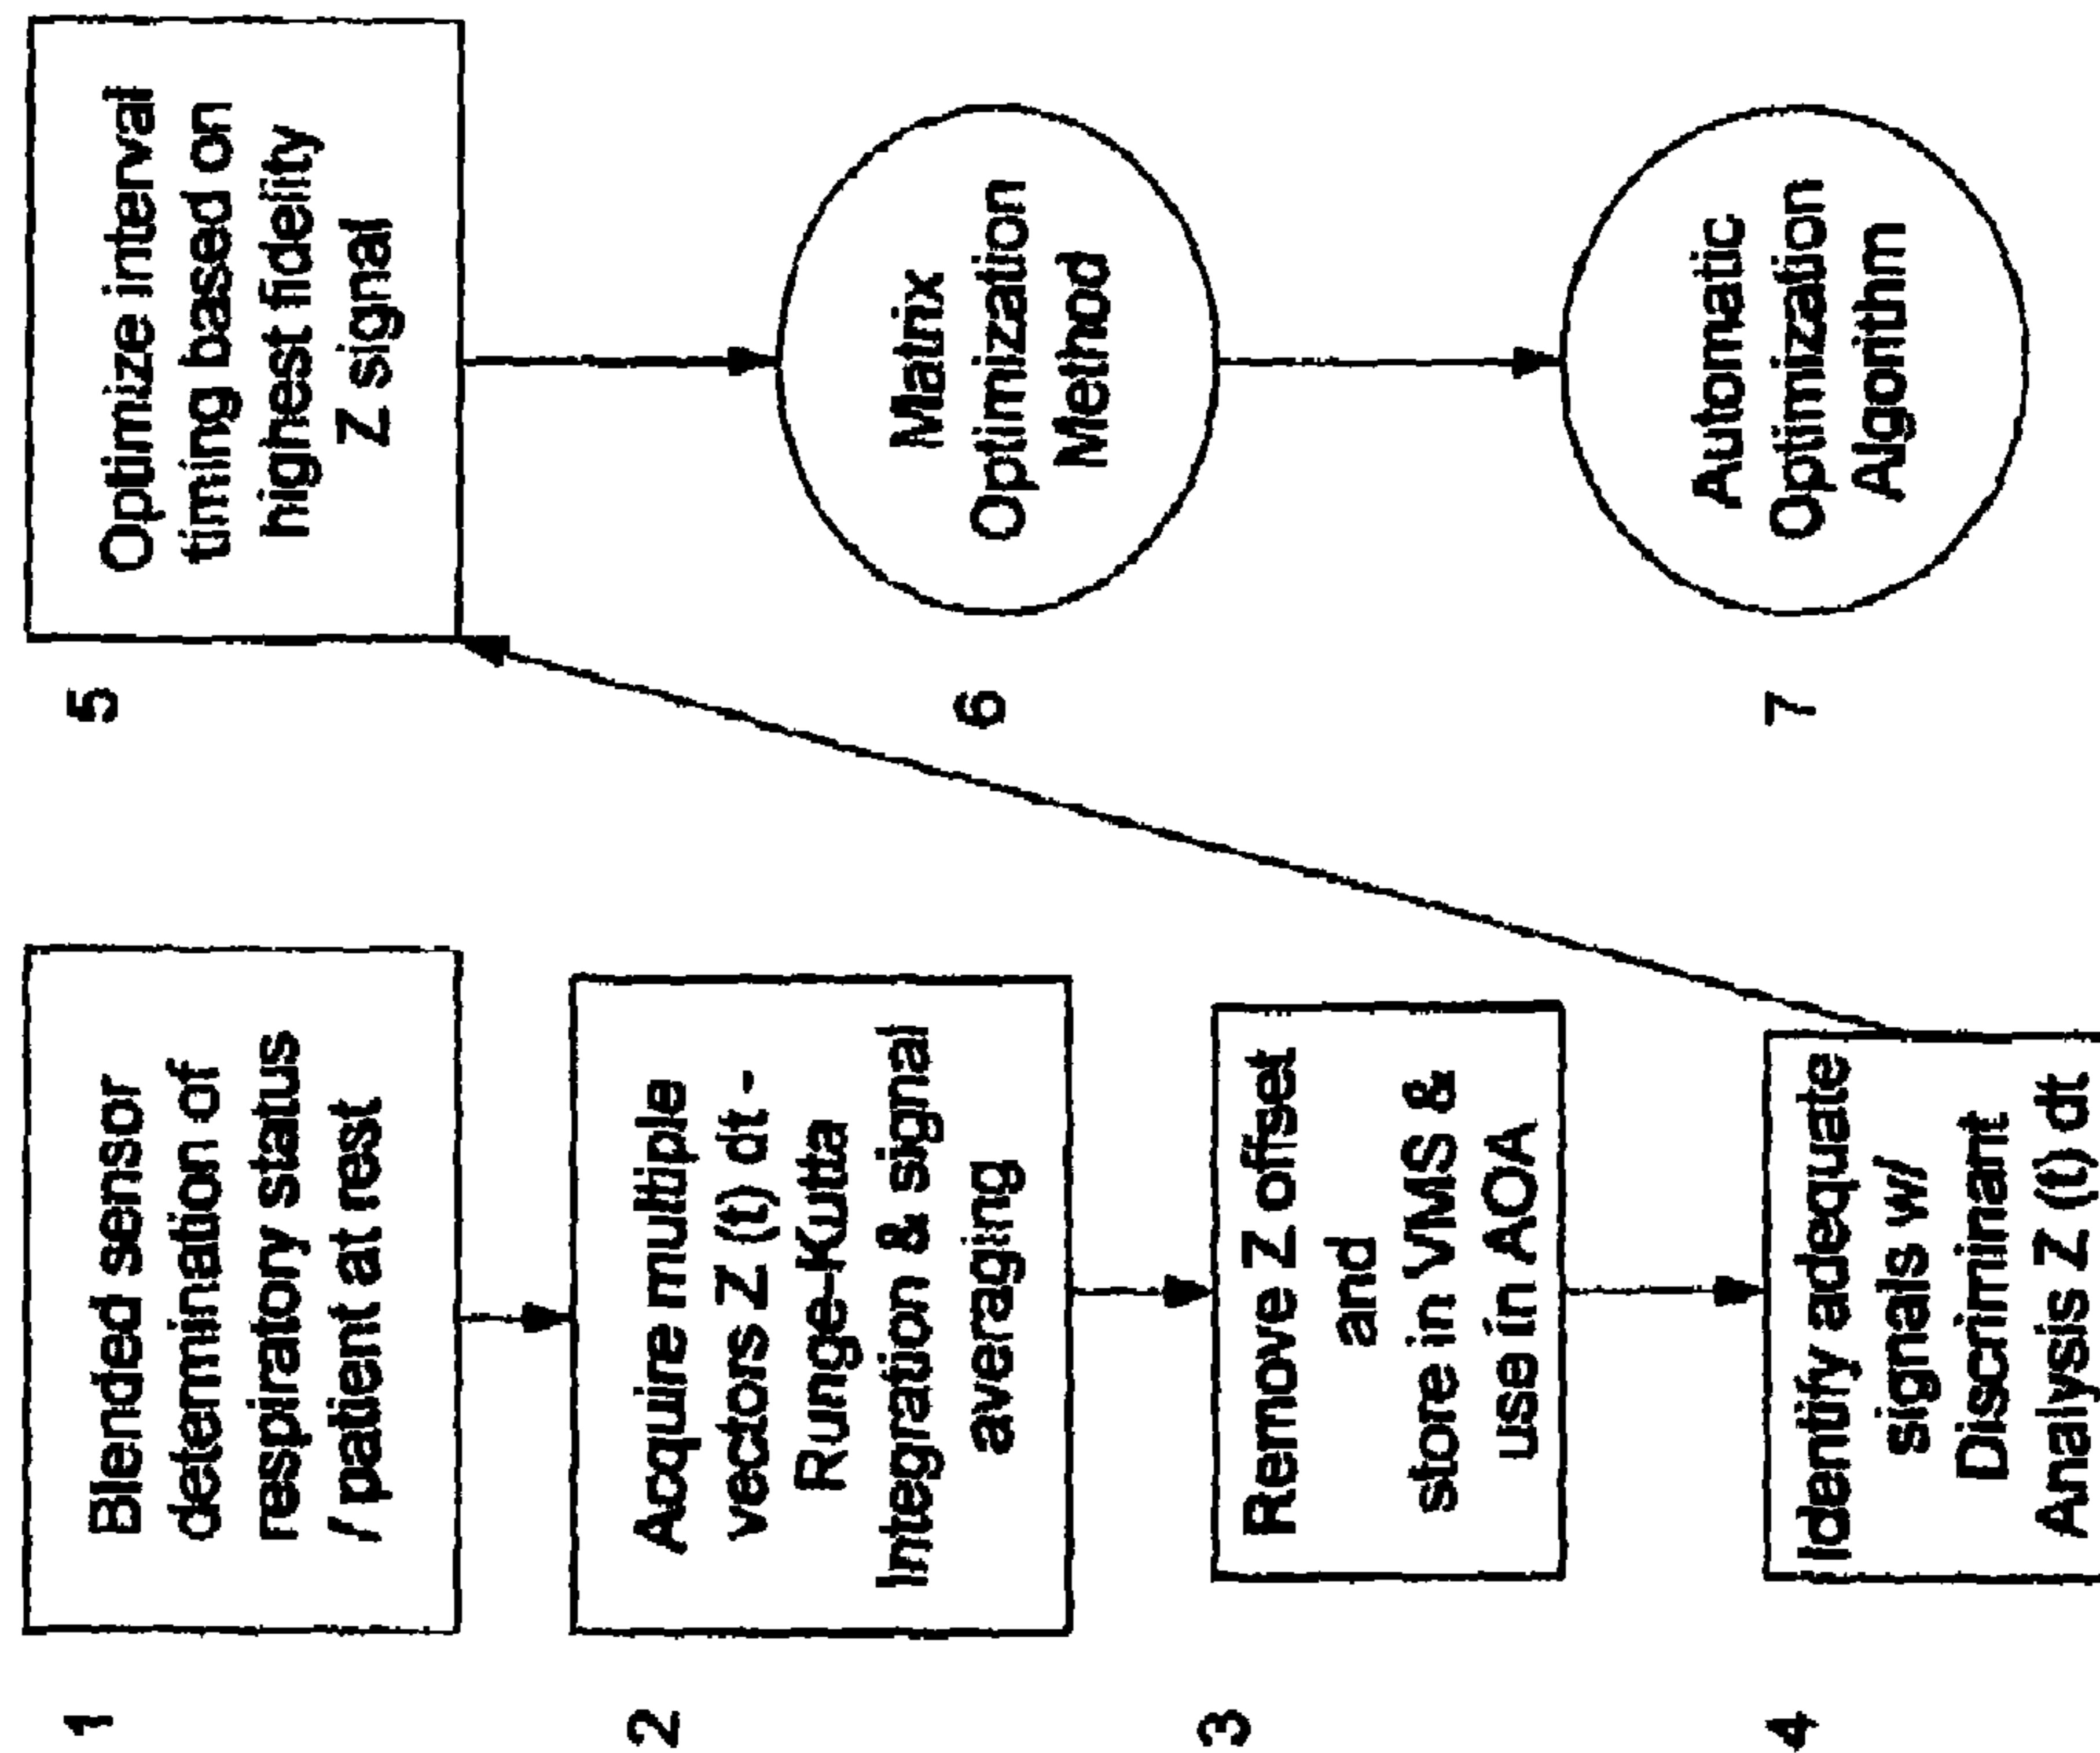 1
Blended sensor
determination of
respiratory status
/ patient at rest
2
Acquire multiple
vectors Z (t) dt -
Runge-Kutta
Integration & signal
averaging
3
Remove Z offset
and
store in VMS &
use in AOA
4
Identify adequate
signals w/
Discriminant
Analysis Z (t) dt
5
Optimize interval
timing based on
highest fidelity
Z signal
6
Matrix
Optimization
Method
7
Automatic
Optimization
Algorithm